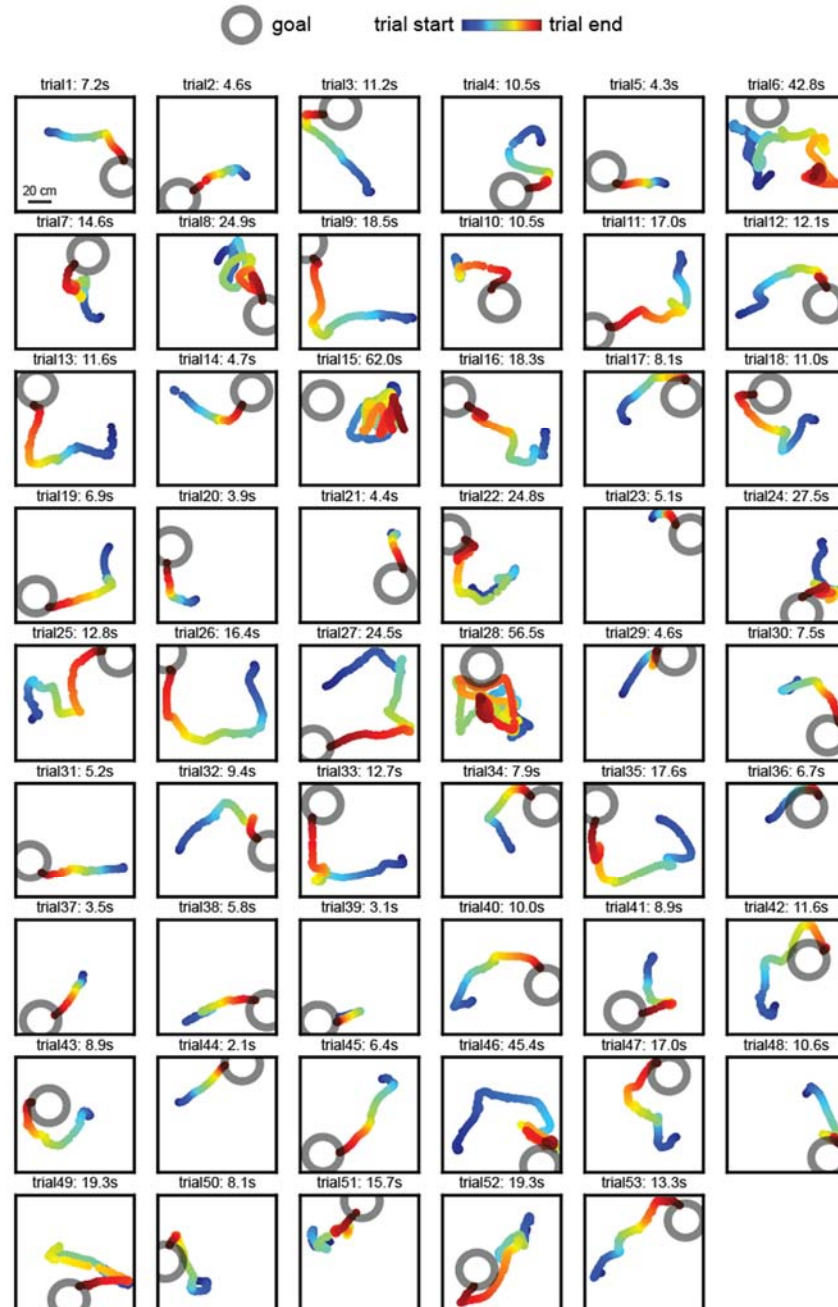 goal trial start trial end
trial1: 7.2s trial2: 4.6s trial3: 11.2s trial4: 10.5s trial5: 4.3s trial6: 42.8s
20 cm
trial7: 14.6s trial8: 24.9s trial9: 18.5s trial10: 10.5s trial11: 17.0s trial12: 12.1s
trial13: 11.6s trial14: 4.7s trial15: 62.0s trial16: 18.3s trial17: 8.1s trial18: 11.0s
trial19: 6.9s trial20: 3.9s trial21: 4.4s trial22: 24.8s trial23: 5.1s trial24: 27.5s
trial25: 12.8s trial26: 16.4s trial27: 24.5s trial28: 56.5s trial29: 4.6s trial30: 7.5s
trial31: 5.2s trial32: 9.4s trial33: 12.7s trial34: 7.9s trial35: 17.6s trial36: 6.7s
trial37: 3.5s trial38: 5.8s trial39: 3.1s trial40: 10.0s trial41: 8.9s trial42: 11.6s
trial43: 8.9s trial44: 2.1s trial45: 6.4s trial46: 45.4s trial47: 17.0s trial48: 10.6s
trial49: 19.3s trial50: 8.1s trial51: 15.7s trial52: 19.3s trial53: 13.3s